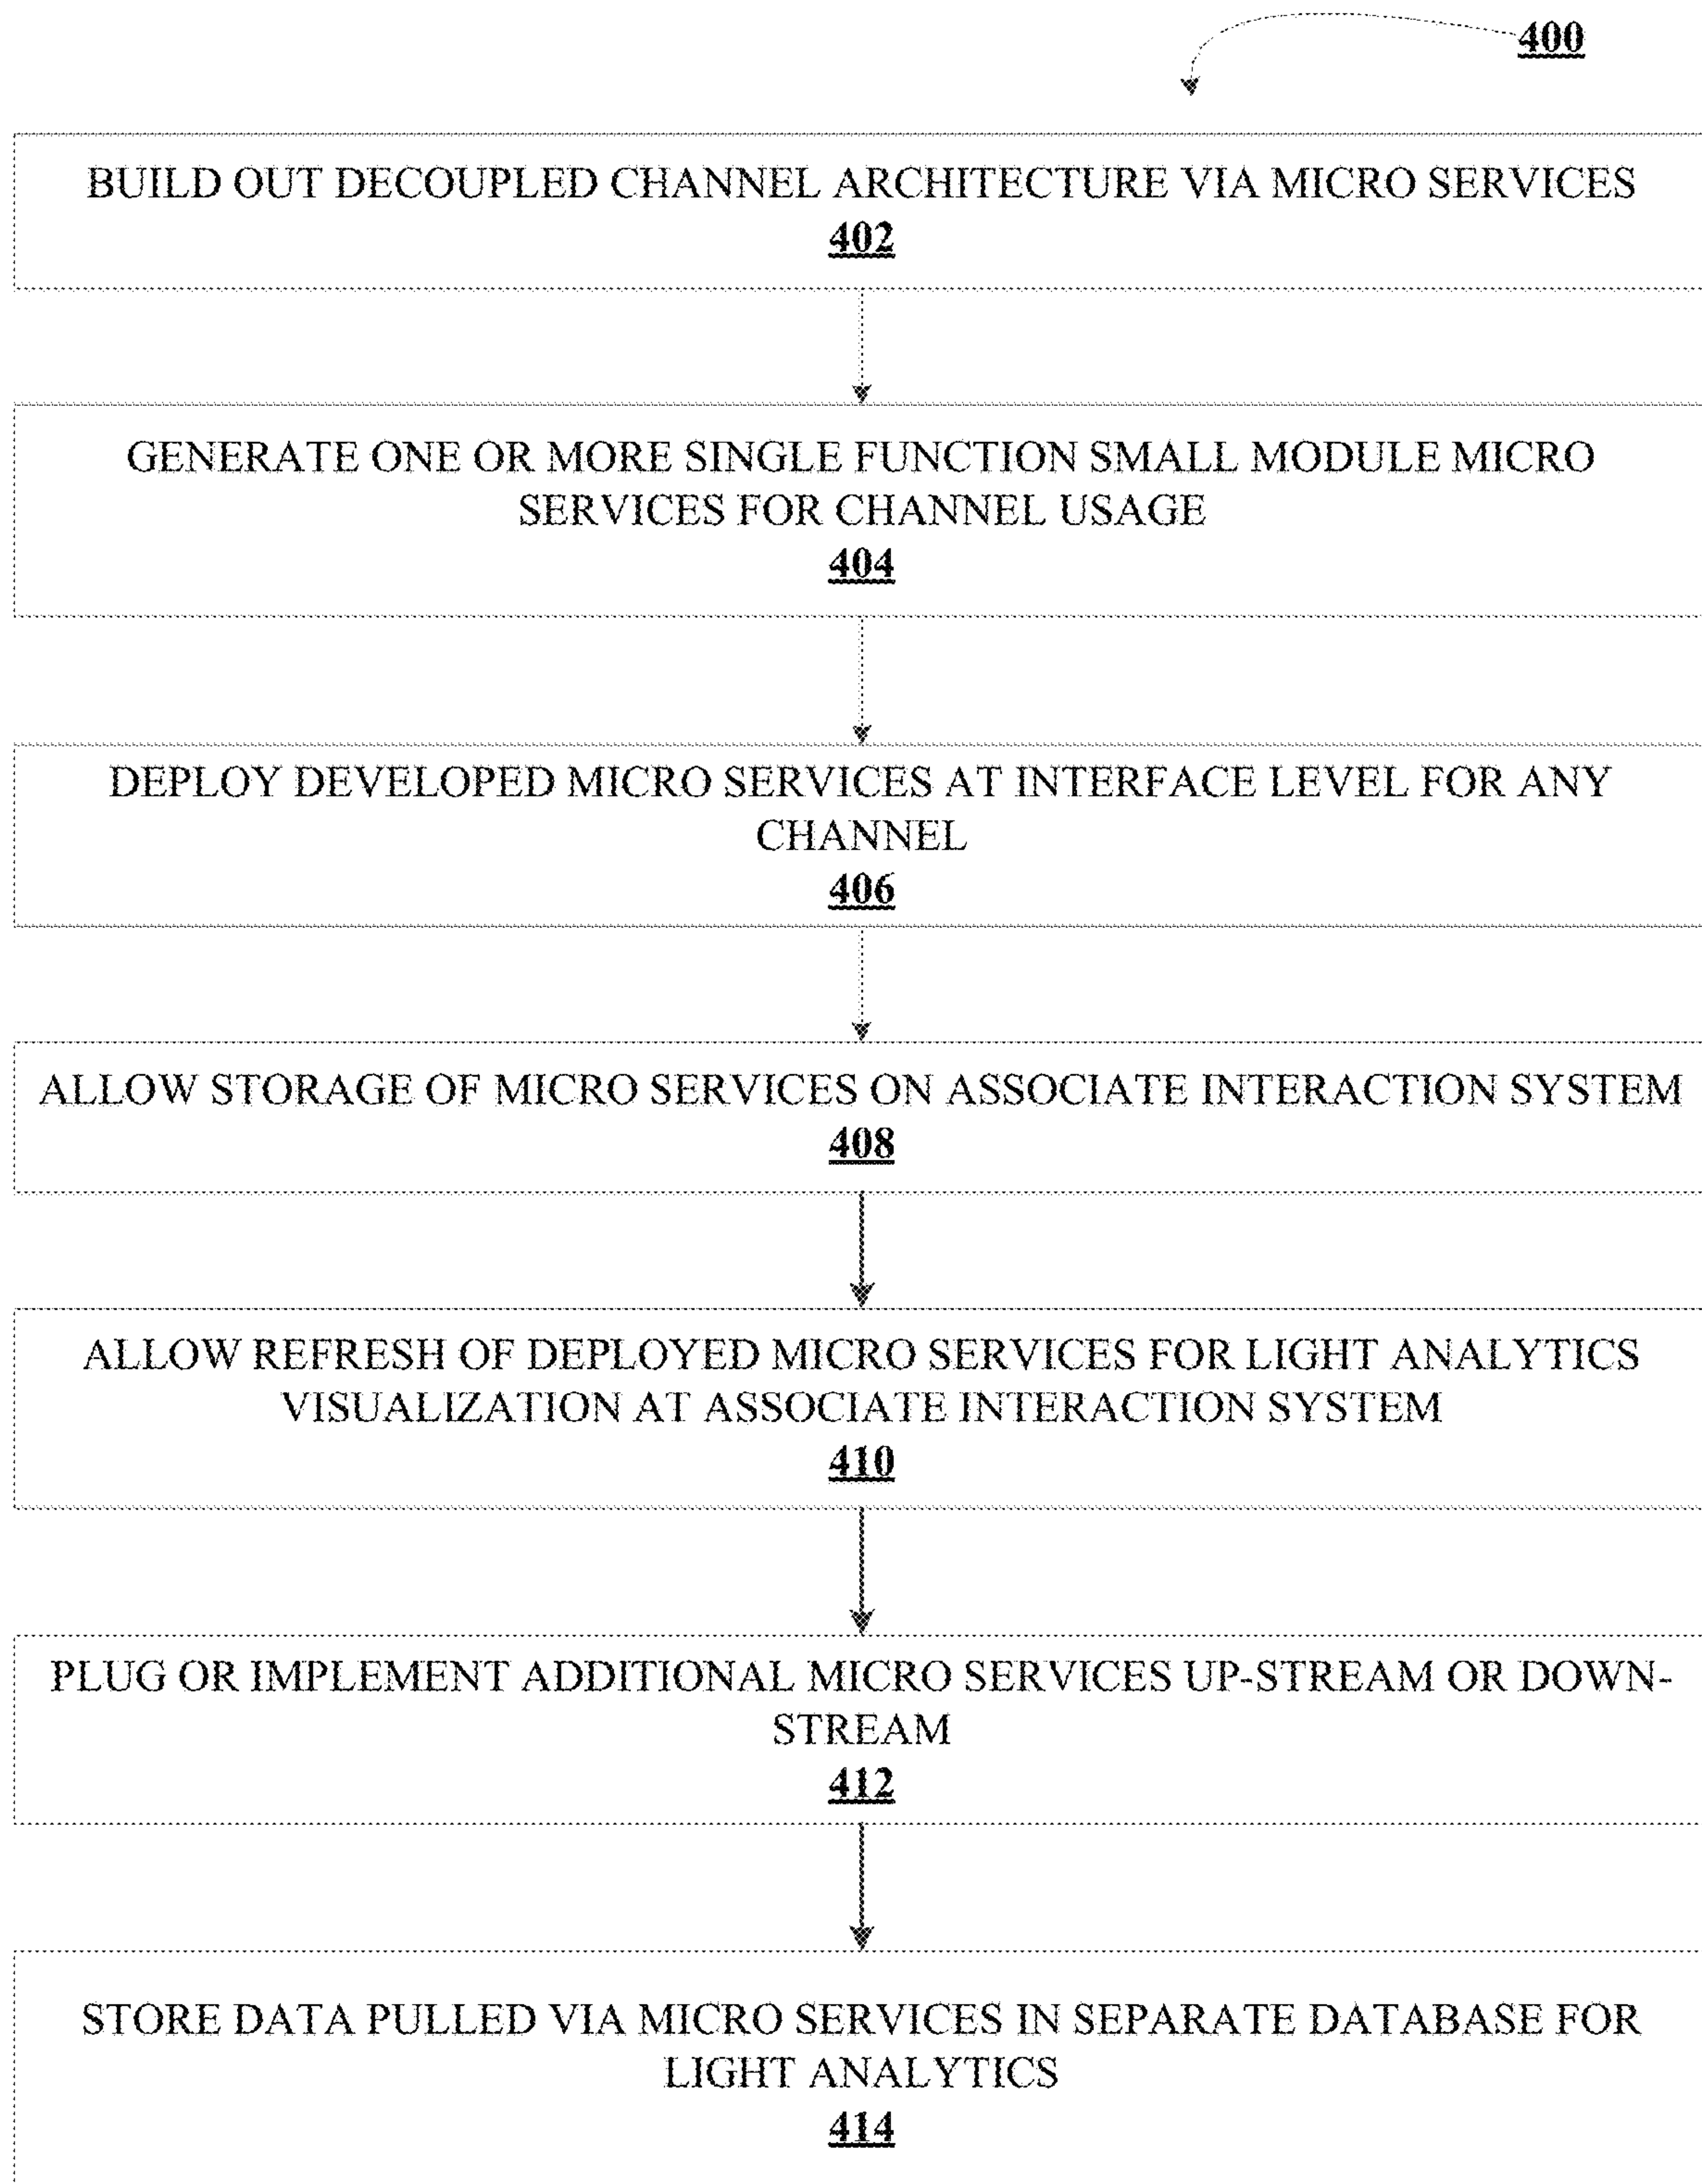 400
BUILD OUT DECOUPLED CHANNEL ARCHITECTURE VIA MICRO SERVICES
402
GENERATE ONE OR MORE SINGLE FUNCTION SMALL MODULE MICRO
SERVICES FOR CHANNEL USAGE
404
DEPLOY DEVELOPED MICRO SERVICES AT INTERFACE LEVEL FOR ANY
CHANNEL
406
ALLOW STORAGE OF MICRO SERVICES ON ASSOCIATE INTERACTION SYSTEM
408
ALLOW REFRESH OF DEPLOYED MICRO SERVICES FOR LIGHT ANALYTICS
VISUALIZATION AT ASSOCIATE INTERACTION SYSTEM
410
PLUG OR IMPLEMENT ADDITIONAL MICRO SERVICES UP-STREAM OR DOWN-
STREAM
412
STORE DATA PULLED VIA MICRO SERVICES IN SEPARATE DATABASE FOR
LIGHT ANALYTICS
414